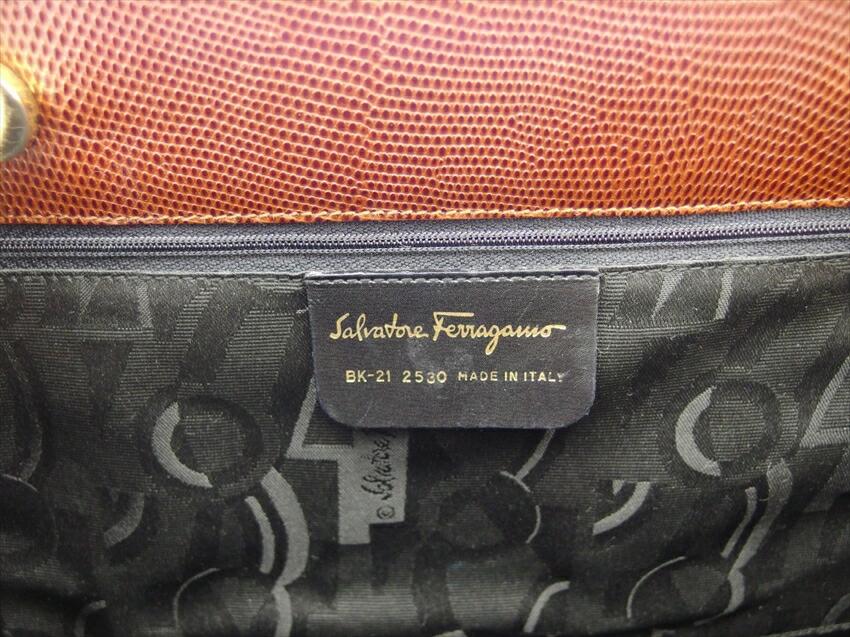 Salvatore Ferragamo
BK-21 2530 MADE IN ITALY
©